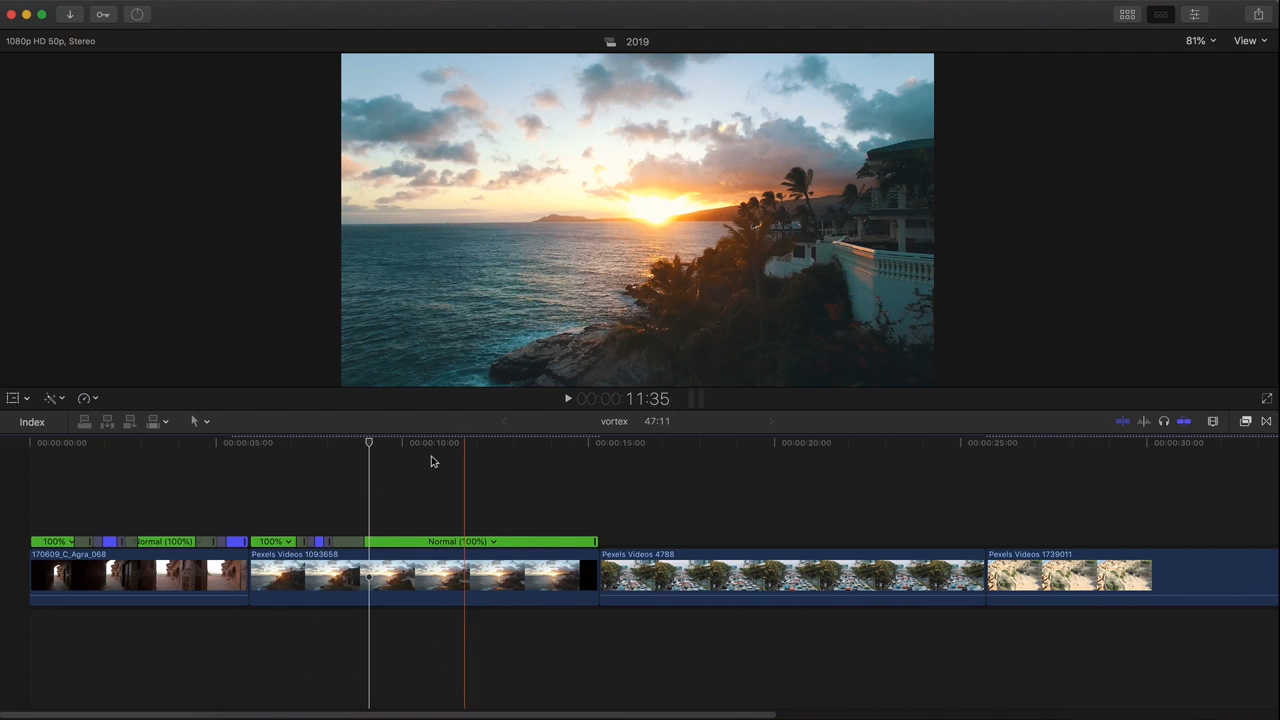 1080p HD 50p, Stereo
2019
81%
View
00:00:00:11:35
Index
vortex
47:11
00:00:00:00
00:00:05:00
00:00:10:00
00:00:15:00
00:00:20:00
00:00:25:00
00:00:30:00
100%
ormal (100%)
100%
Normal (100%)
170609_C_Agra_068
Pexels Videos 1093658
Pexels Videos 4788
Pexels Videos 1739011